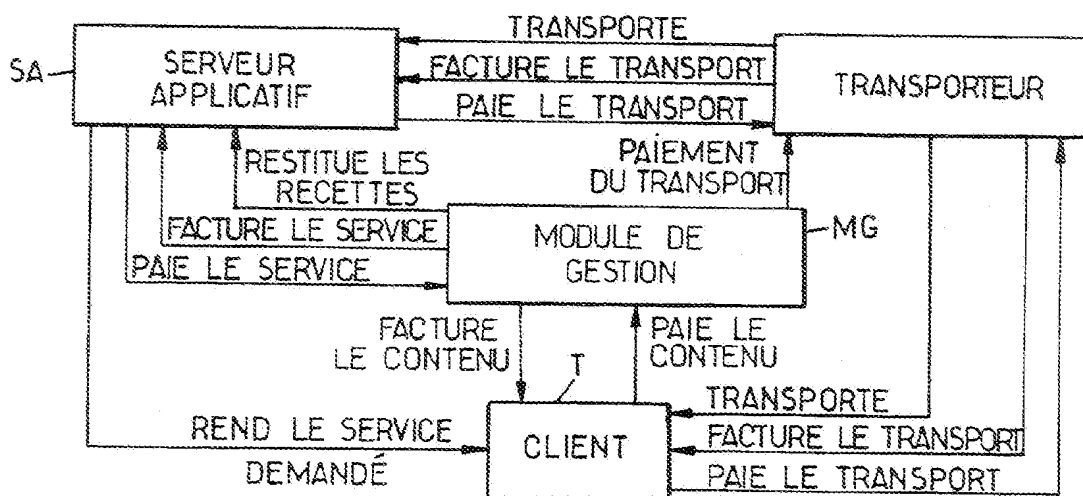 TRANSPORTE
SA
SERVEUR
APPLICATIF
FACTURE LE TRANSPORT
TRANSPORTEUR
PAIE LE TRANSPORT
RESTITUE LES
RECETTES
PAIEMENT
DU TRANSPORT
FACTURE LE SERVICE
MODULE DE
GESTION
MG
PAIE LE SERVICE
FACTURE
LE CONTENU
PAIE LE
CONTENU
T
TRANSPORTE
REND LE SERVICE
DEMANDÉ
CLIENT
FACTURE LE TRANSPORT
PAIE LE TRANSPORT